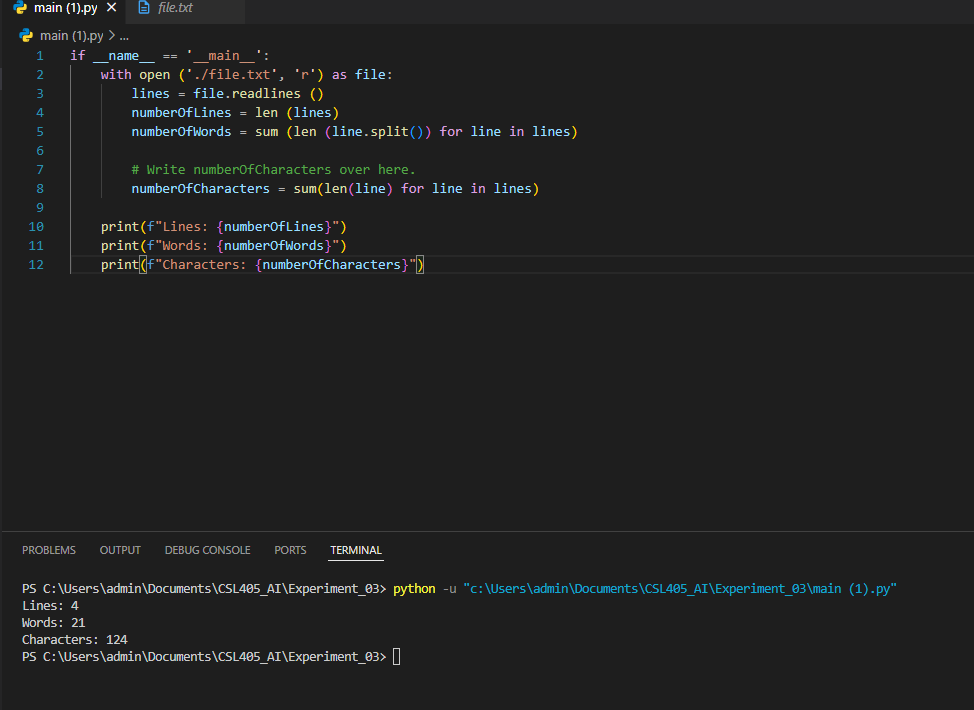 main (1).py
file.txt
main (1).py > ...
1 if __name__ == '__main__':
2 with open ('./file.txt', 'r') as file:
3 lines = file.readlines ()
4 numberOfLines = len (lines)
5 numberOfWords = sum (len (line.split()) for line in lines)
6
7 # Write numberOfCharacters over here.
8 numberOfCharacters = sum(len(line) for line in lines)
9
10 print(f"Lines: {numberOfLines}")
11 print(f"Words: {numberOfWords}")
12 print(f"Characters: {numberOfCharacters}")
PROBLEMS OUTPUT DEBUG CONSOLE PORTS TERMINAL
PS C:\Users\admin\Documents\CSL405_AI\Experiment_03> python -u "c:\Users\admin\Documents\CSL405_AI\Experiment_03\main (1).py"
Lines: 4
Words: 21
Characters: 124
PS C:\Users\admin\Documents\CSL405_AI\Experiment_03>